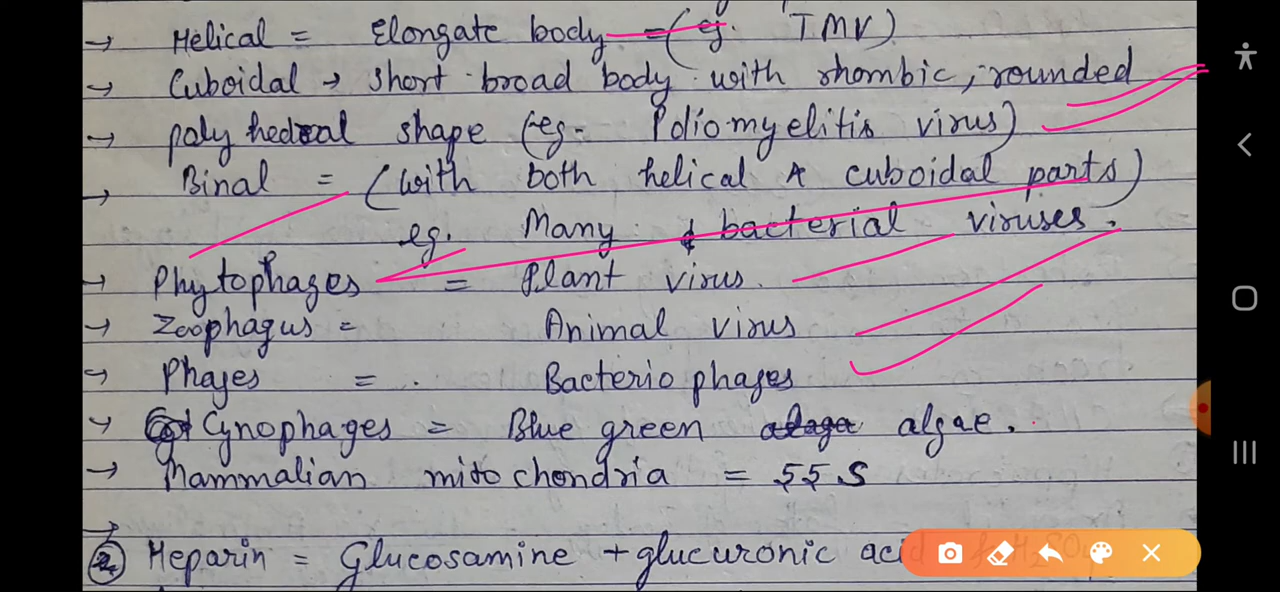 → Helical = Elongate body =(eg. TMV)
→ Cuboidal → short broad body with rhombic, rounded
→ poly hedral shape (eg- Poliomyelitis virus)
→ Binal = (with both helical & cuboidal parts)
eg. Many bacterial viruses.
→ Phytophages = Plant virus.
→ Zoophagus = Animal virus
→ Phages = Bacterio phages
→ Cynophages = Blue green algae.
→ Mammalian mitochondria = 55 S
→
② Heparin = Glucosamine + glucuronic aci